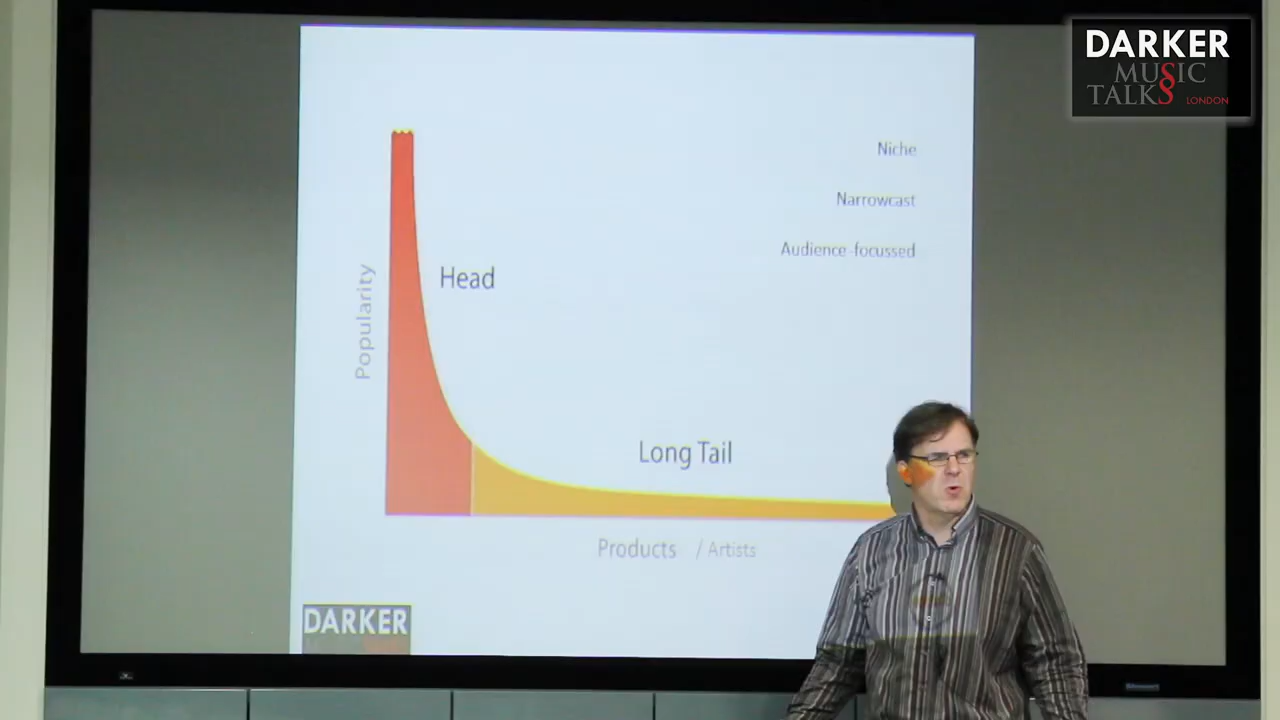 DARKER
MUSIC
TALKS LONDON
Niche
Narrowcast
Audience-focussed
Head
Popularity
Long Tail
Products / Artists
DARKER